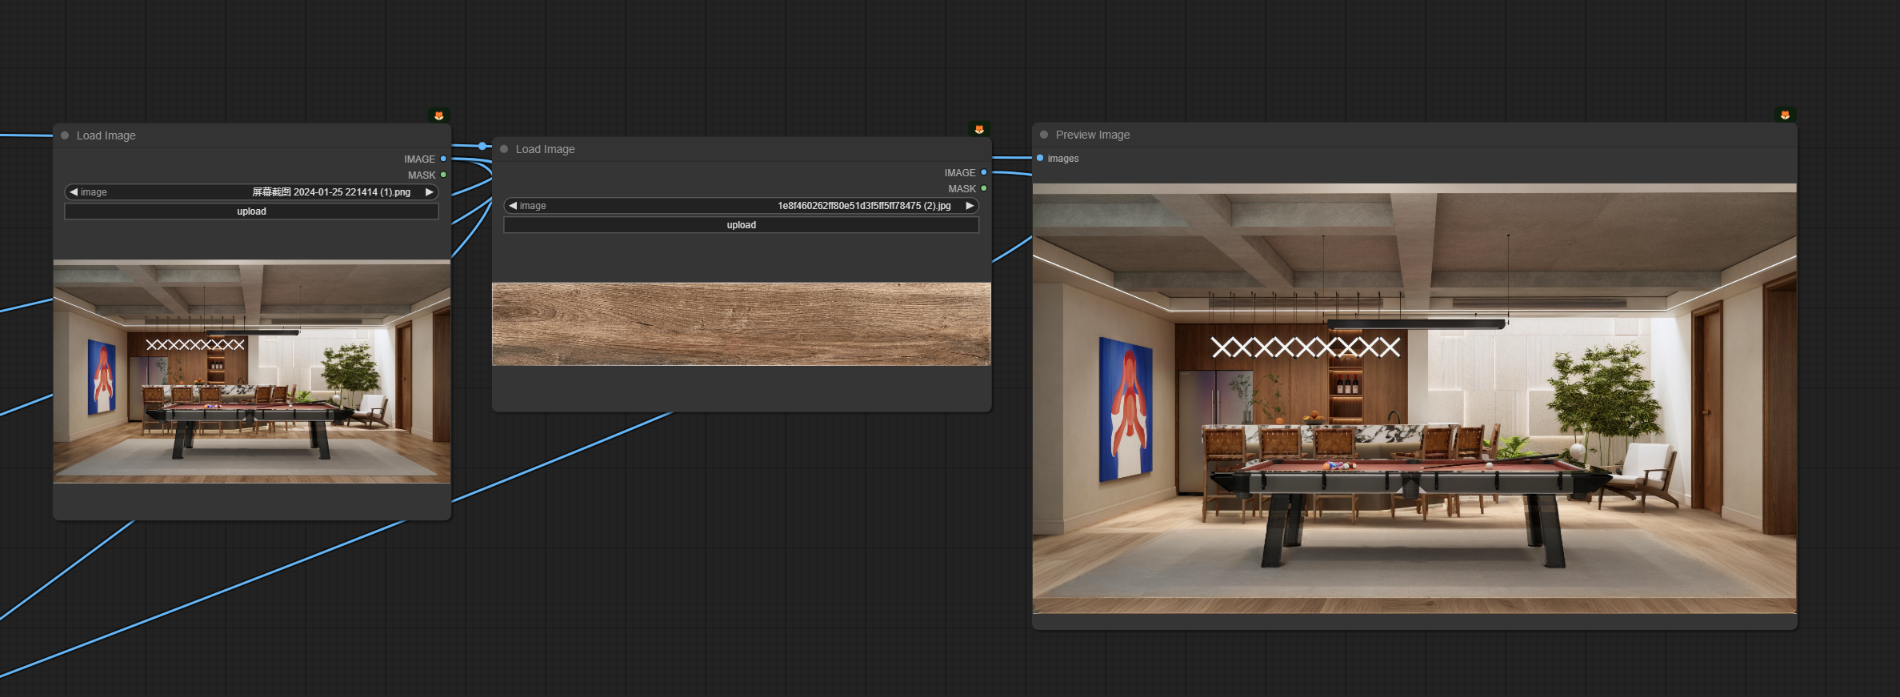 Load Image
IMAGE
MASK
image 屏幕截图 2024-01-25 221414 (1).png
upload
Load Image
IMAGE
MASK
image 1e8f460262ff80e51d3f5ff5ff78475 (2).jpg
upload
Preview Image
images